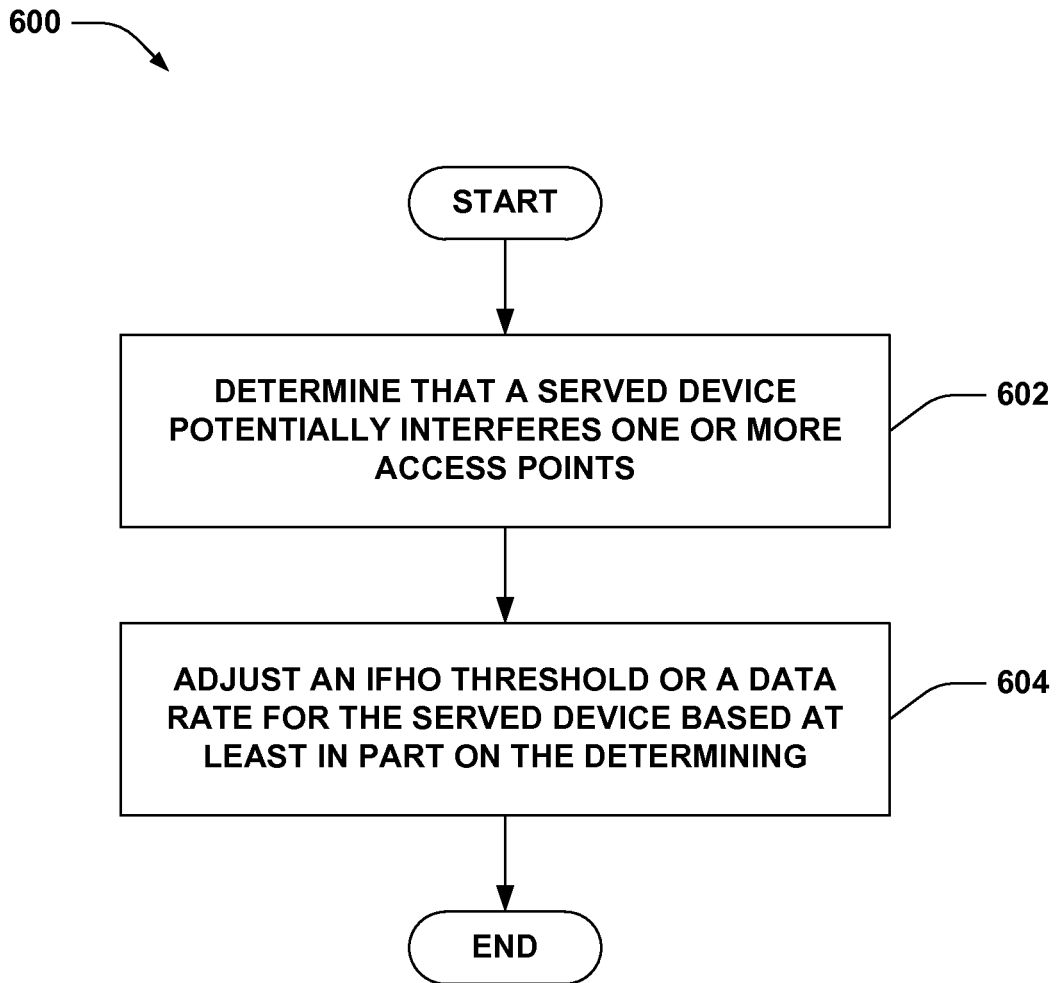 600
START
DETERMINE THAT A SERVED DEVICE
POTENTIALLY INTERFERES ONE OR MORE
ACCESS POINTS
602
ADJUST AN IFHO THRESHOLD OR A DATA
RATE FOR THE SERVED DEVICE BASED AT
LEAST IN PART ON THE DETERMINING
604
END